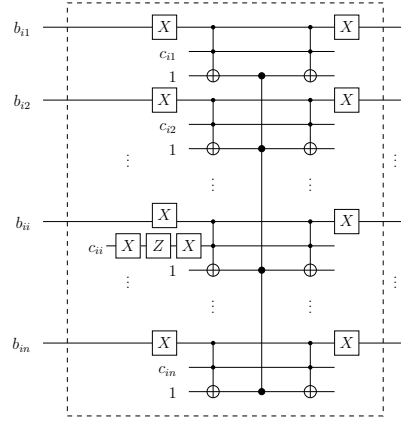 b_{i1} X X
c_{i1}
1
b_{i2} X X
c_{i2}
1
⋮ ⋮ ⋮
b_{ii} X X
c_{ii} X Z X
1
⋮ ⋮ ⋮
b_{in} X X
c_{in}
1